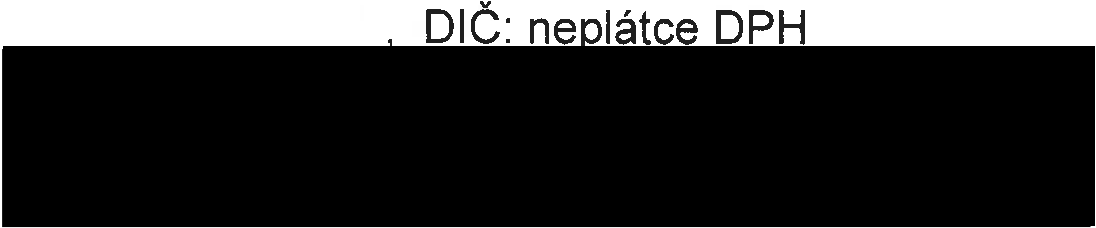 , DIČ: neplátce DPH